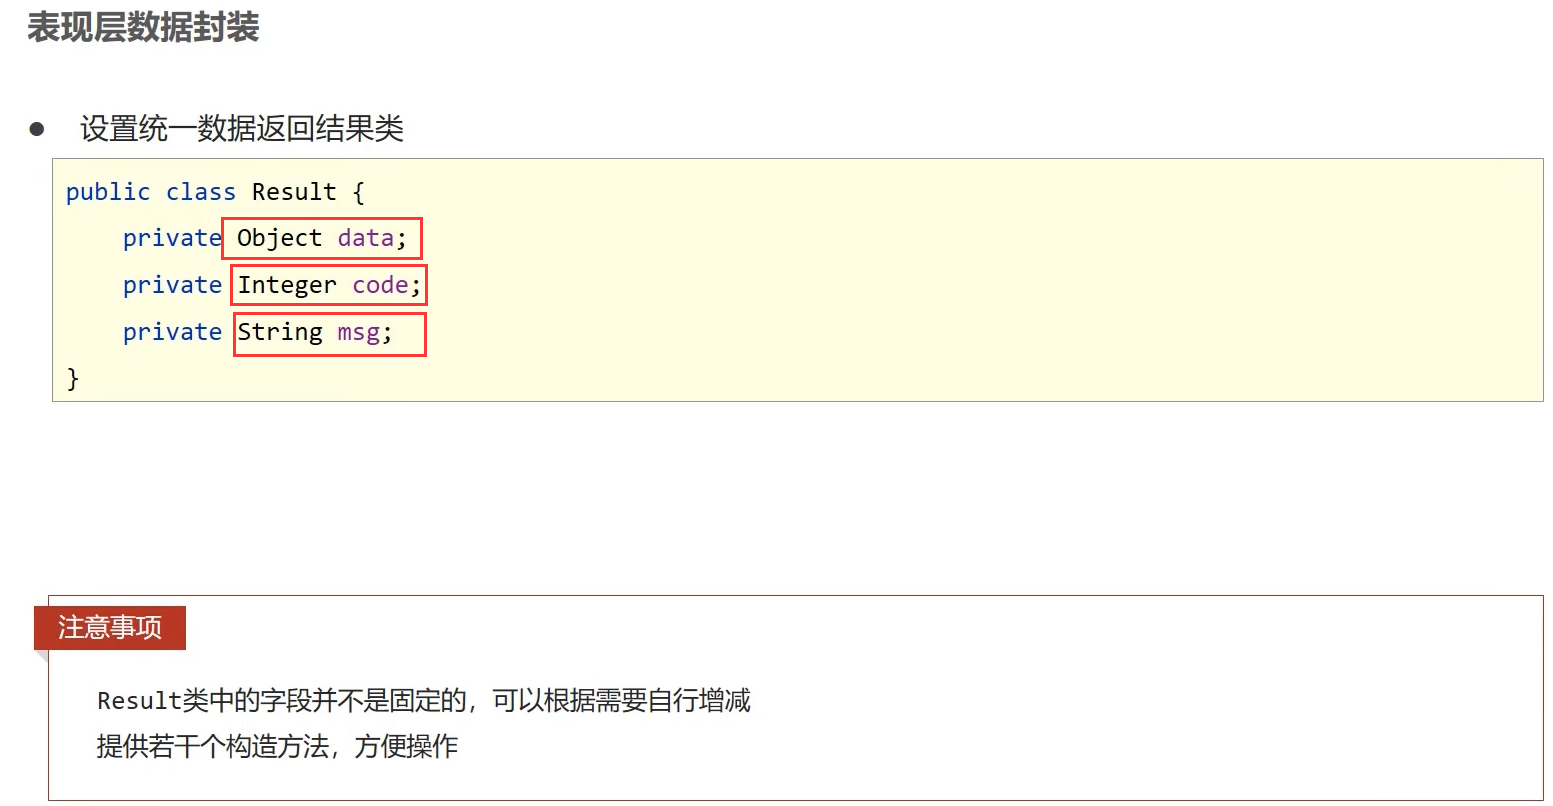 表现层数据封装
● 设置统一数据返回结果类
public class Result {
    private Object data;
    private Integer code;
    private String msg;
}
注意事项
Result类中的字段并不是固定的，可以根据需要自行增减
提供若干个构造方法，方便操作